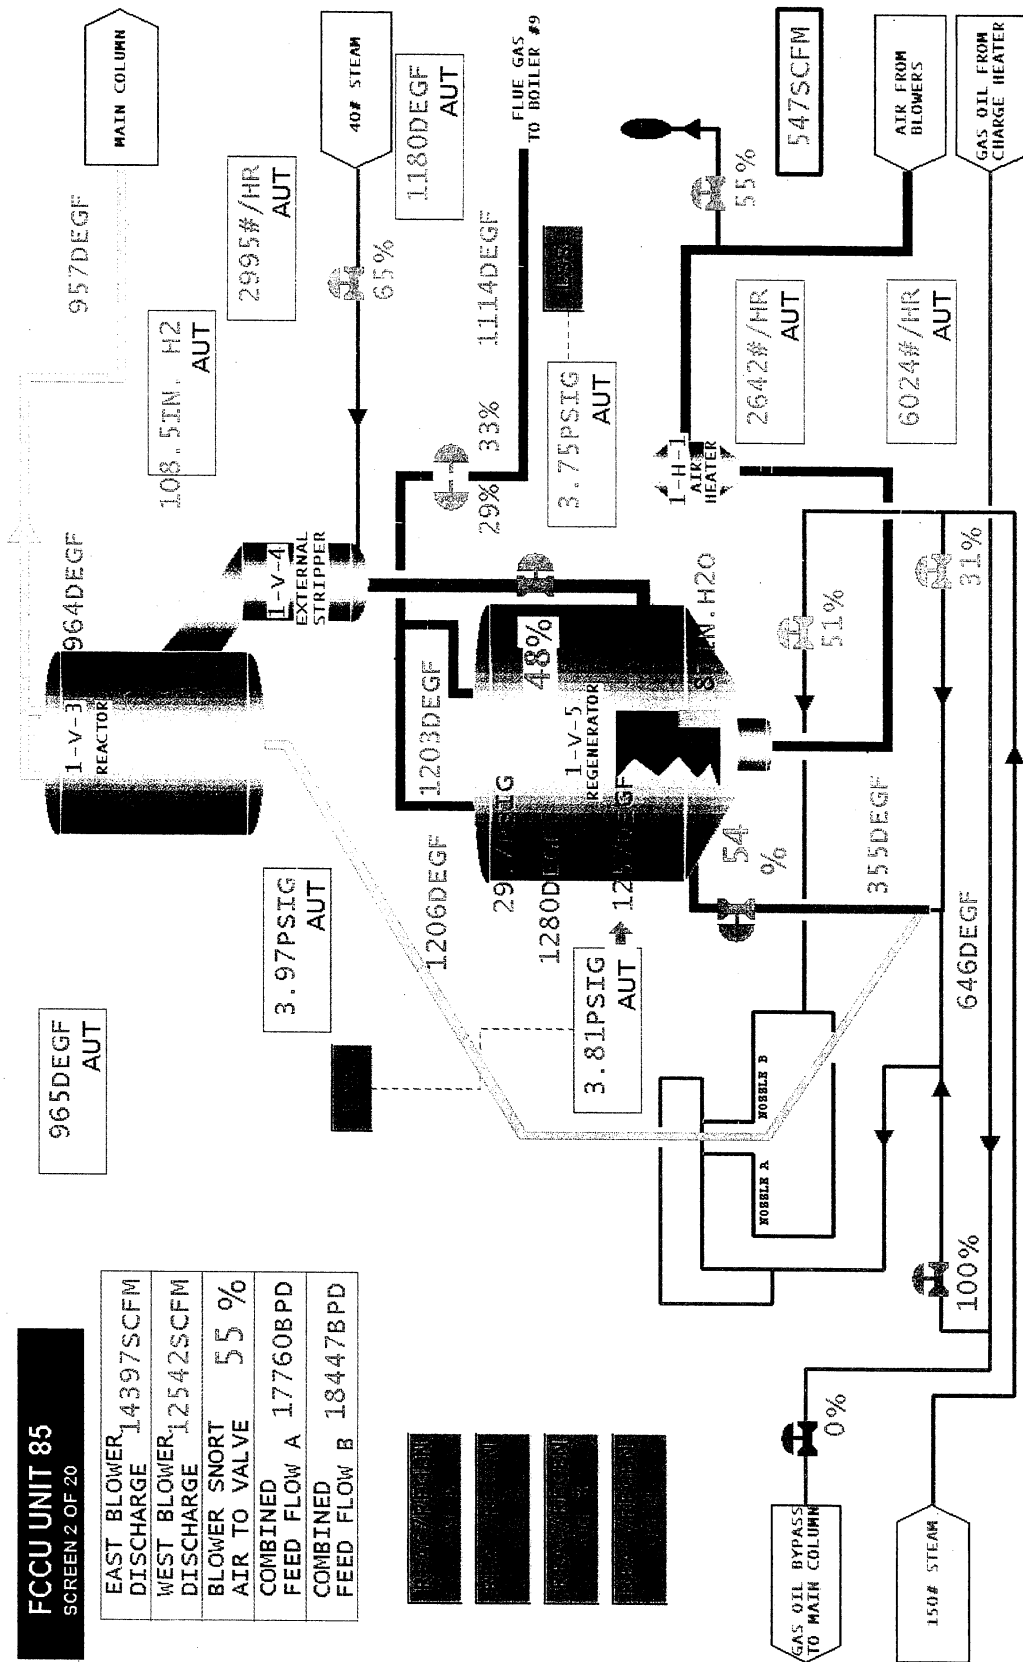 FCCU UNIT 85
SCREEN 2 OF 20
EAST BLOWER
DISCHARGE 14397SCFM
WEST BLOWER
DISCHARGE 12542SCFM
BLOWER SNORT
AIR TO VALVE 55 %
COMBINED
FEED FLOW A 17760BPD
COMBINED
FEED FLOW B 18447BPD
965DEGF
AUT
3.97PSIG
AUT
1-V-3
REACTOR
964DEGF
957DEGF
MAIN COLUMN
108.5IN. H2
AUT
2995#/HR
AUT
40# STEAM
65%
1-V-4
EXTERNAL
STRIPPER
1180DEGF
AUT
1206DEGF
1203DEGF
29% 33%
1114DEGF
FLUE GAS
TO BOILER #9
1280DEG
48%
1-V-5
REGENERATOR
3.81PSIG
AUT
3.75PSIG
AUT
547SCFM
55%
1-H-1
AIR
HEATER
2642#/HR
AUT
AIR FROM
BLOWERS
54
%
IN.H2O
51%
355DEGF
6024#/HR
AUT
31%
646DEGF
GAS OIL FROM
CHARGE HEATER
NOZZLE A
NOZZLE B
100%
0%
GAS OIL BYPASS
TO MAIN COLUMN
150# STEAM